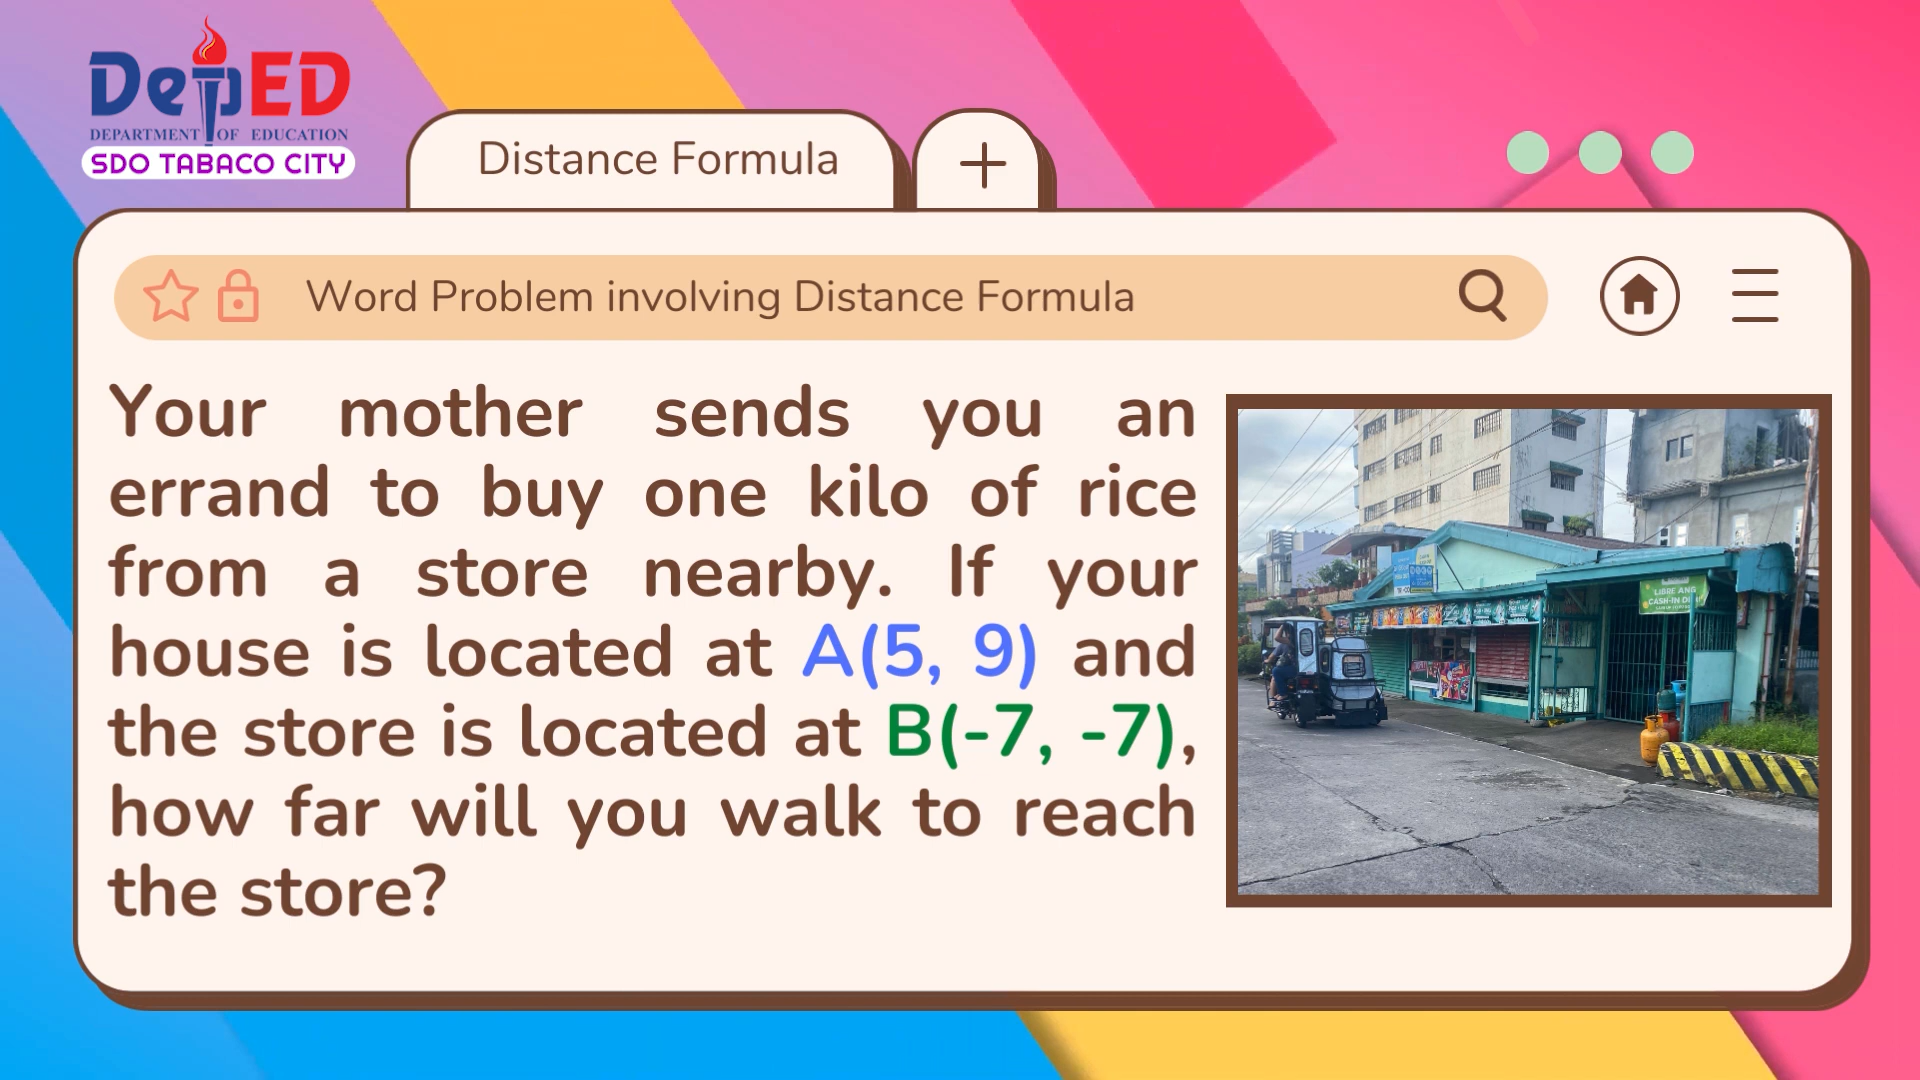 DepED
DEPARTMENT OF EDUCATION
SDO TABACO CITY
Distance Formula
Word Problem involving Distance Formula
Your mother sends you an
errand to buy one kilo of rice
from a store nearby. If your
house is located at A(5, 9) and
the store is located at B(-7, -7),
how far will you walk to reach
the store?